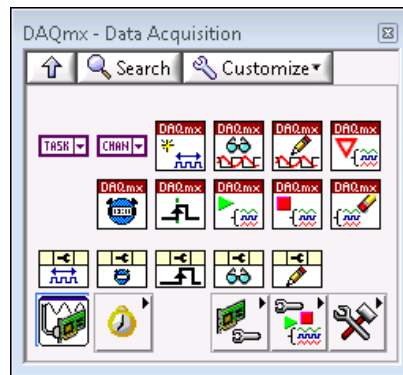 DAQmx - Data Acquisition
Search Customize
TASK CHAN DAQmx DAQmx DAQmx DAQmx
DAQmx DAQmx DAQmx DAQmx DAQmx